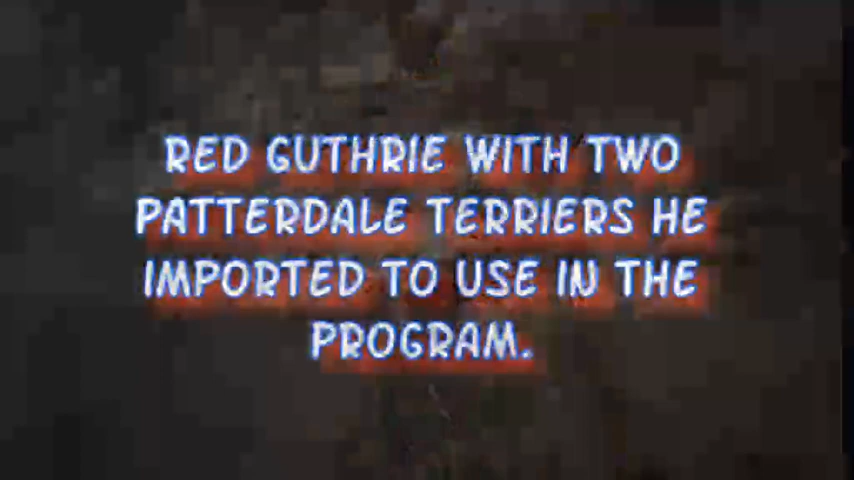 RED GUTHRIE WITH TWO
PATTERDALE TERRIERS HE
IMPORTED TO USE IN THE
PROGRAM.